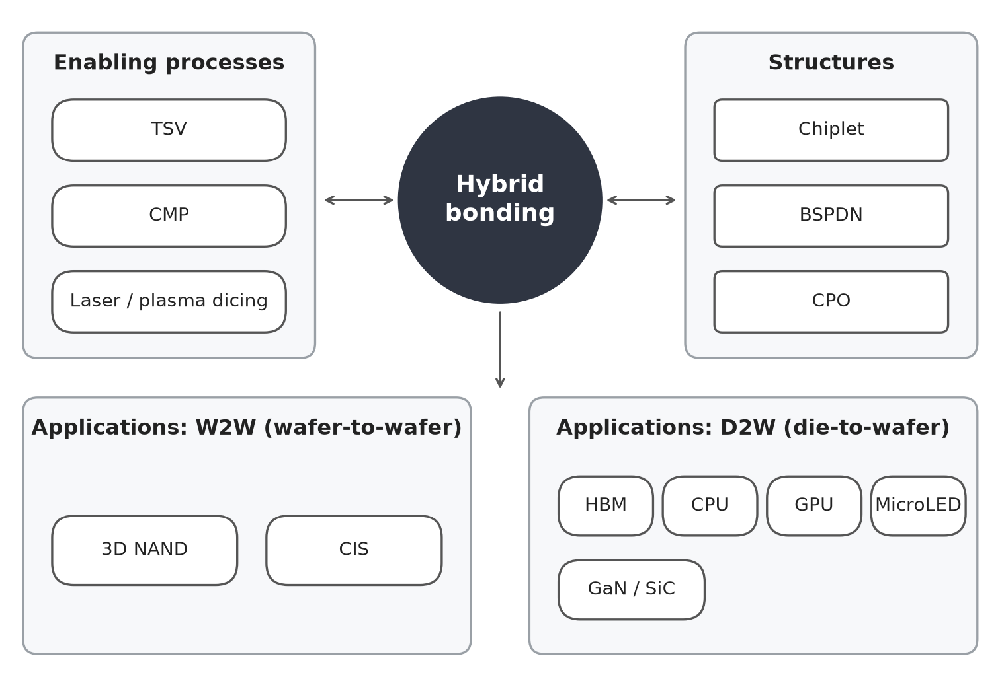 Enabling processes
TSV
CMP
Laser / plasma dicing
Hybrid
bonding
Structures
Chiplet
BSPDN
CPO
Applications: W2W (wafer-to-wafer)
3D NAND
CIS
Applications: D2W (die-to-wafer)
HBM
CPU
GPU
MicroLED
GaN / SiC